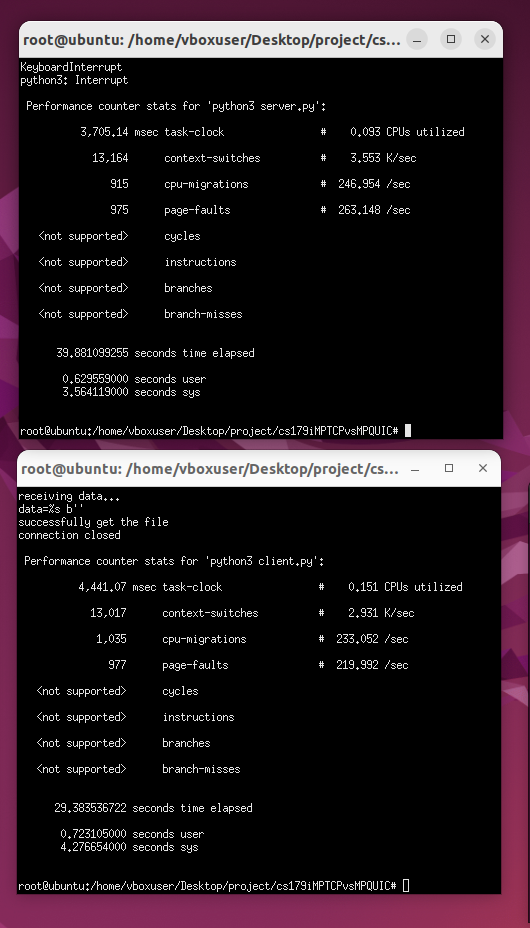 root@ubuntu: /home/vboxuser/Desktop/project/cs...
KeyboardInterrupt
python3: Interrupt
Performance counter stats for 'python3 server.py':
3,705.14 msec task-clock # 0.093 CPUs utilized
13,164 context-switches # 3.553 K/sec
915 cpu-migrations # 246.954 /sec
975 page-faults # 263.148 /sec
<not supported> cycles
<not supported> instructions
<not supported> branches
<not supported> branch-misses
39.881099255 seconds time elapsed
0.629559000 seconds user
3.564119000 seconds sys
root@ubuntu:/home/vboxuser/Desktop/project/cs179iMPTCPvsMPQUIC#
root@ubuntu: /home/vboxuser/Desktop/project/cs...
receiving data...
data=%s b''
successfully get the file
connection closed
Performance counter stats for 'python3 client.py':
4,441.07 msec task-clock # 0.151 CPUs utilized
13,017 context-switches # 2.931 K/sec
1,035 cpu-migrations # 233.052 /sec
977 page-faults # 219.992 /sec
<not supported> cycles
<not supported> instructions
<not supported> branches
<not supported> branch-misses
29.383536722 seconds time elapsed
0.723105000 seconds user
4.276654000 seconds sys
root@ubuntu:/home/vboxuser/Desktop/project/cs179iMPTCPvsMPQUIC#